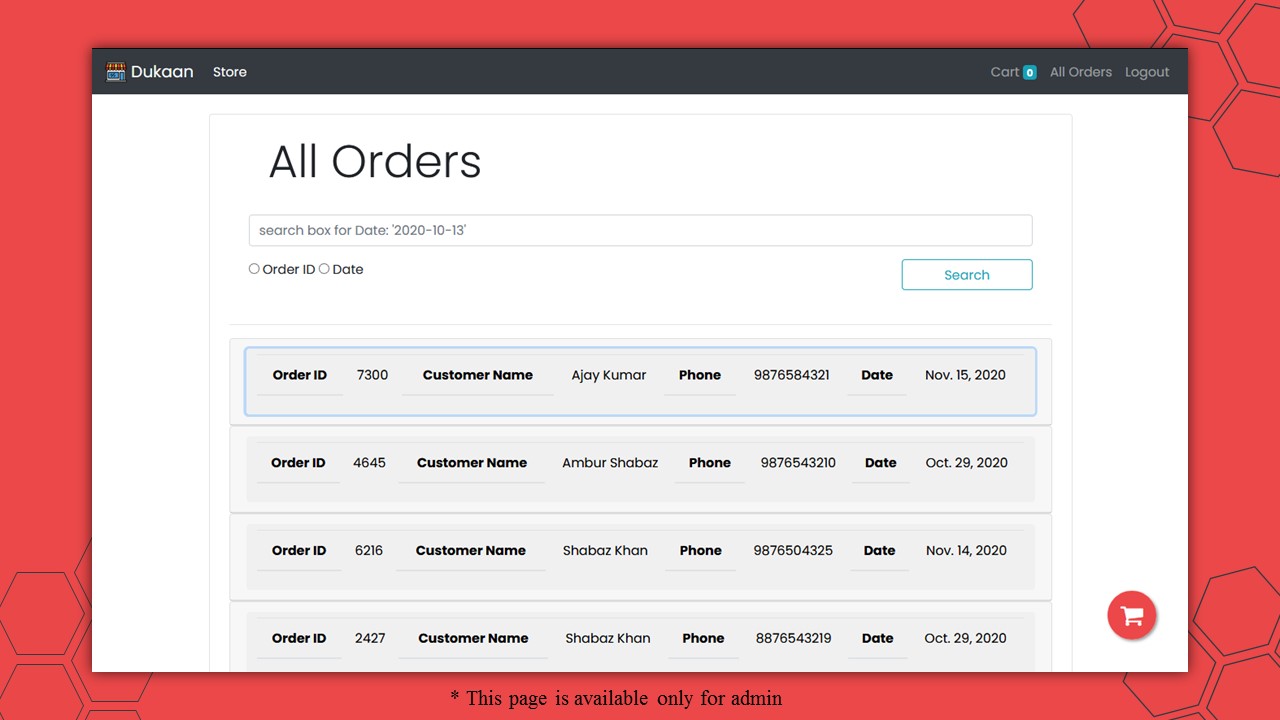 Dukaan Store Cart 0 All Orders Logout
All Orders
search box for Date: '2020-10-13'
Order ID Date Search
Order ID 7300 Customer Name Ajay Kumar Phone 9876584321 Date Nov. 15, 2020
Order ID 4645 Customer Name Ambur Shabaz Phone 9876543210 Date Oct. 29, 2020
Order ID 6216 Customer Name Shabaz Khan Phone 9876504325 Date Nov. 14, 2020
Order ID 2427 Customer Name Shabaz Khan Phone 8876543219 Date Oct. 29, 2020
* This page is available only for admin